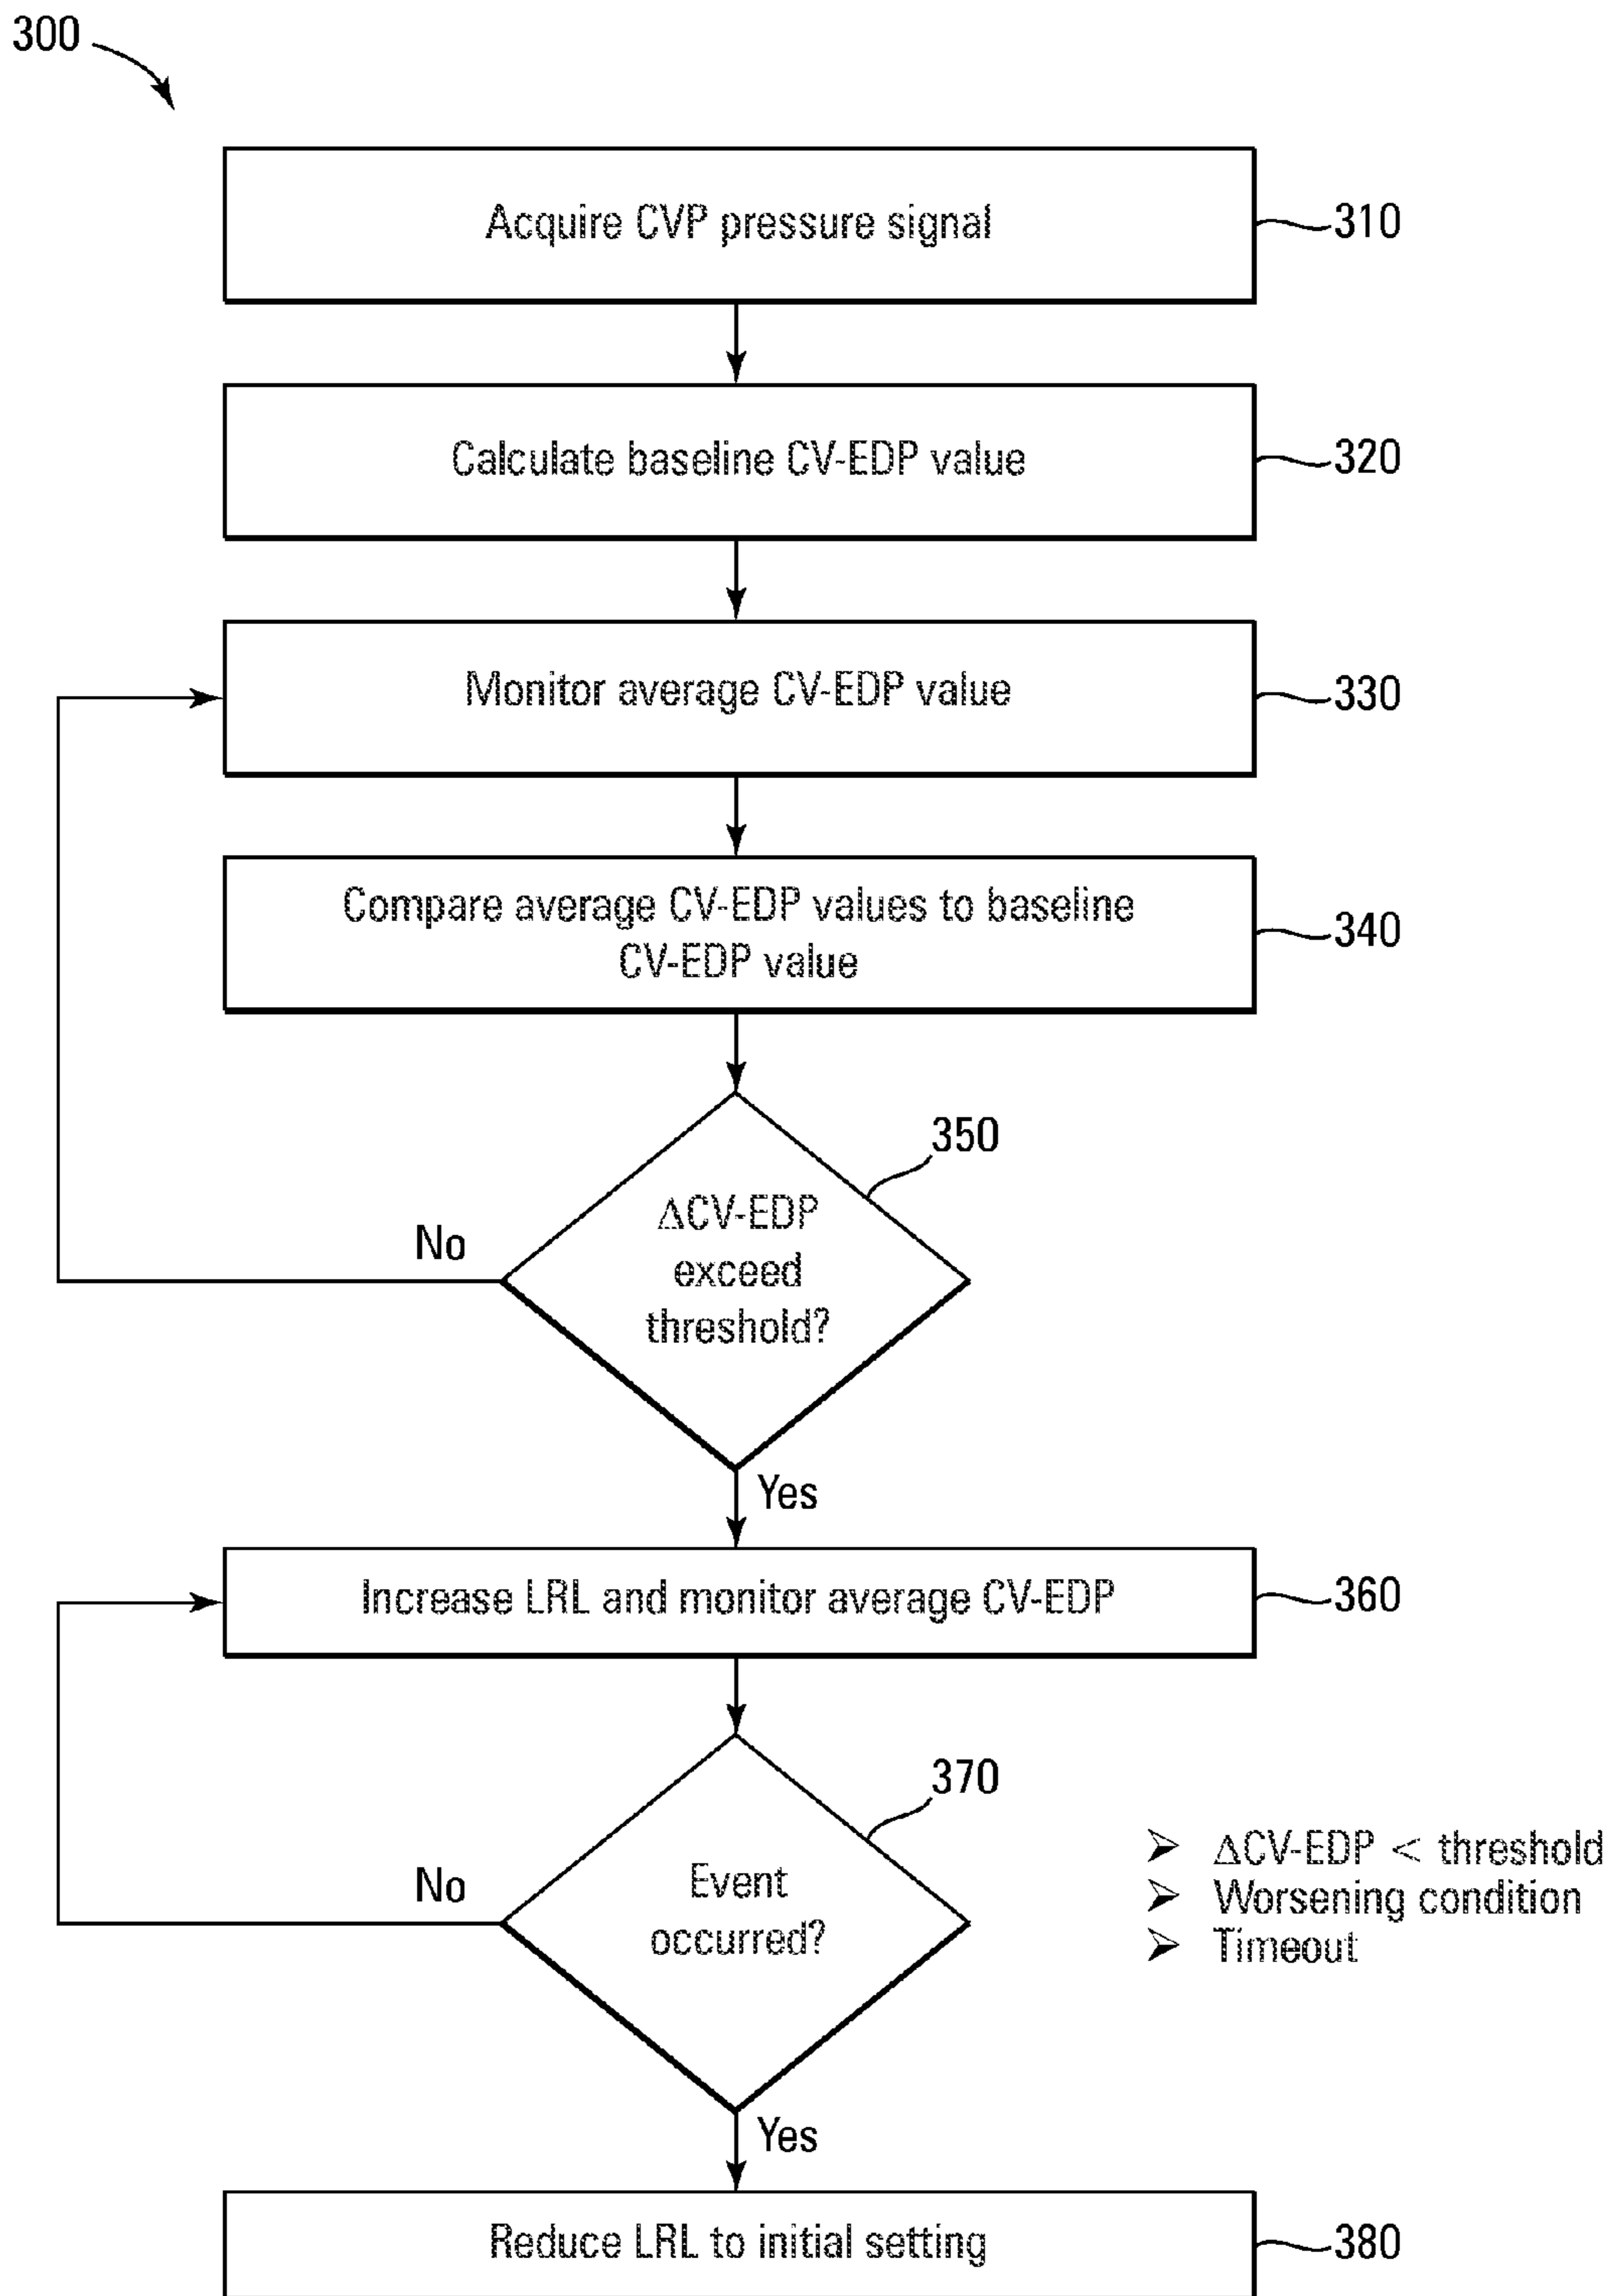 300
Acquire CVP pressure signal
310
Calculate baseline CV-EDP value
320
Monitor average CV-EDP value
330
Compare average CV-EDP values to baseline
CV-EDP value
340
350
ΔCV-EDP
exceed
threshold?
No
Yes
Increase LRL and monitor average CV-EDP
360
370
Event
occurred?
No
➢ ΔCV-EDP < threshold
➢ Worsening condition
➢ Timeout
Yes
Reduce LRL to initial setting
380